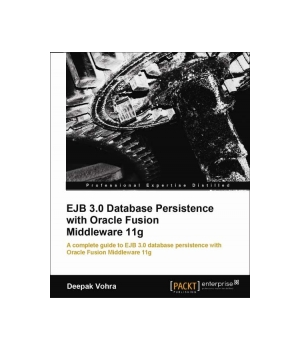 Professional Expertise Distilled
EJB 3.0 Database Persistence
with Oracle Fusion
Middleware 11g
A complete guide to EJB 3.0 database persistence with
Oracle Fusion Middleware 11g
Deepak Vohra
[PACKT] enterprise
PUBLISHING